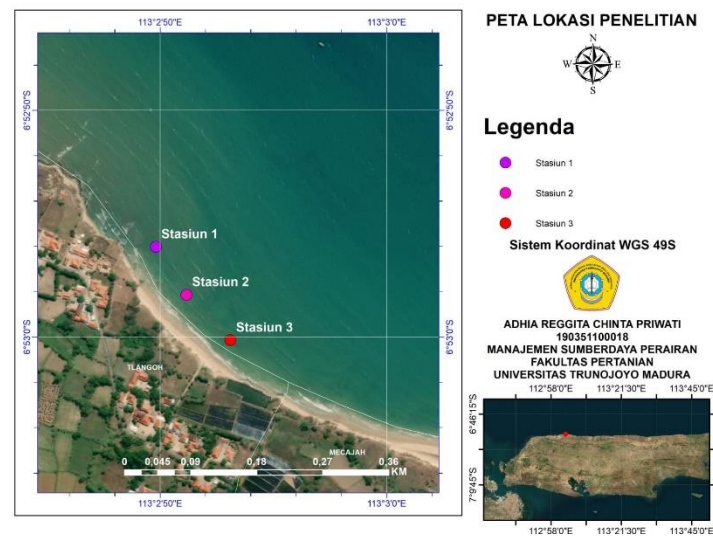 113°2'50"E
113°3'0"E
6°52'50"S
6°52'50"S
Stasiun 1
Stasiun 2
Stasiun 3
6°53'0"S
6°53'0"S
TLANGOH
MECAJAH
0 0,045 0,09 0,18 0,27 0,36
KM
113°2'50"E
113°3'0"E
PETA LOKASI PENELITIAN
N
W
E
S
Legenda
Stasiun 1
Stasiun 2
Stasiun 3
Sistem Koordinat WGS 49S
ADHIA REGGITA CHINTA PRIWATI
190351100018
MANAJEMEN SUMBERDAYA PERAIRAN
FAKULTAS PERTANIAN
UNIVERSITAS TRUNOJOYO MADURA
112°58'0"E 113°21'30"E 113°45'0"E
6°46'15"S
7°9'45"S
112°58'0"E 113°21'30"E 113°45'0"E